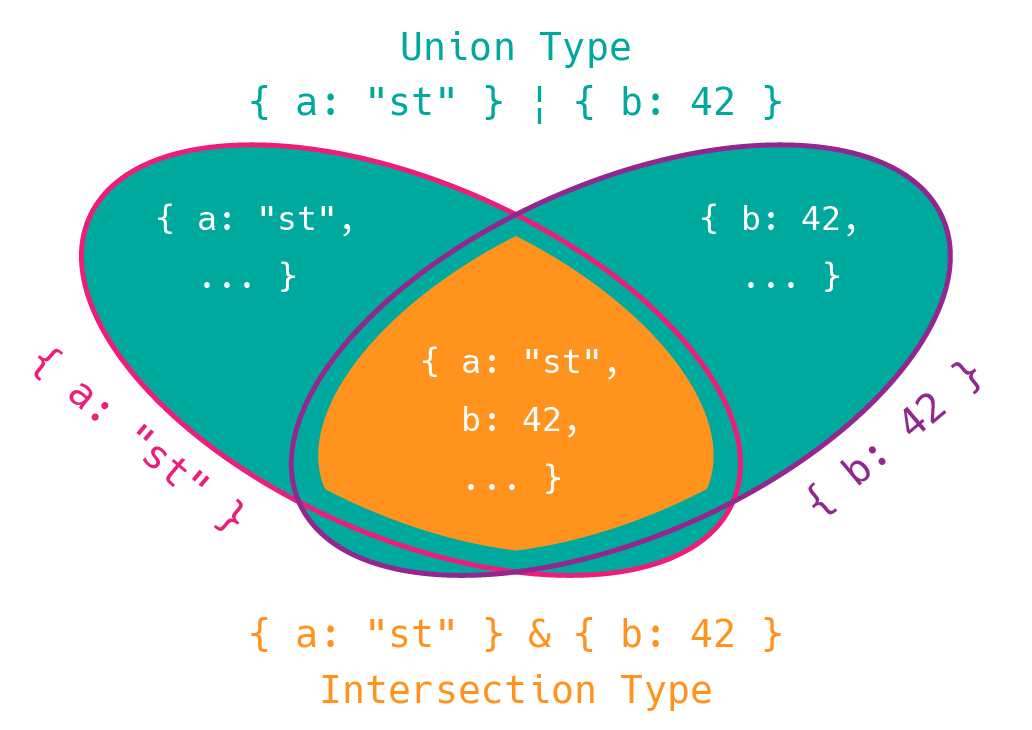 Union Type
{ a: "st" } ¦ { b: 42 }
{ a: "st",
... }
{ b: 42,
... }
{ a: "st",
b: 42,
... }
{ a: "st" }
{ b: 42 }
{ a: "st" } & { b: 42 }
Intersection Type